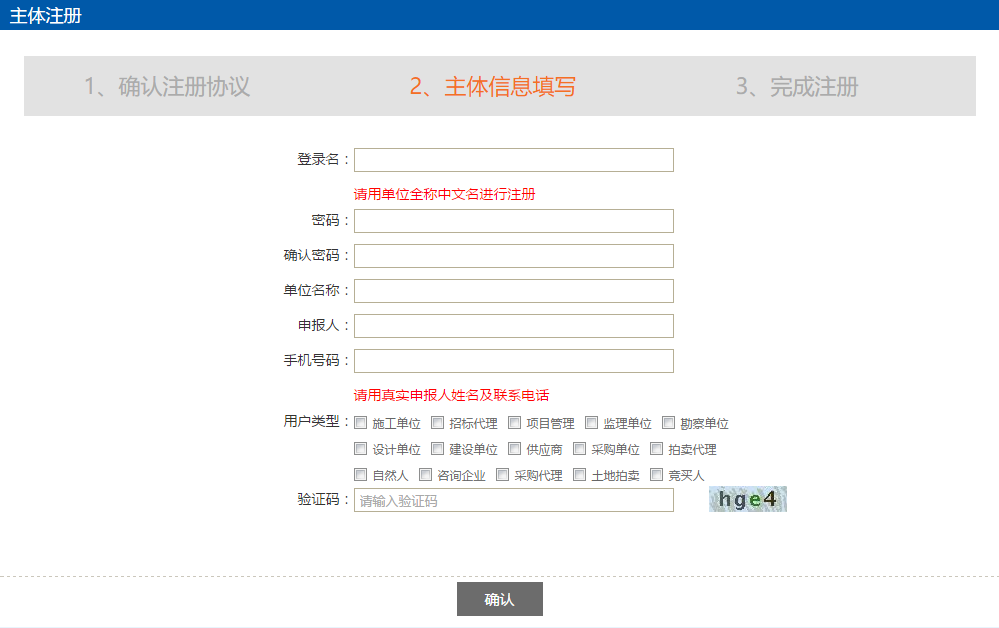 主体注册
1、确认注册协议 2、主体信息填写 3、完成注册
登录名：
请用单位全称中文名进行注册
密码：
确认密码：
单位名称：
申报人：
手机号码：
请用真实申报人姓名及联系电话
用户类型： 施工单位 招标代理 项目管理 监理单位 勘察单位
设计单位 建设单位 供应商 采购单位 拍卖代理
自然人 咨询企业 采购代理 土地拍卖 竞买人
验证码： 请输入验证码 hge4
确认